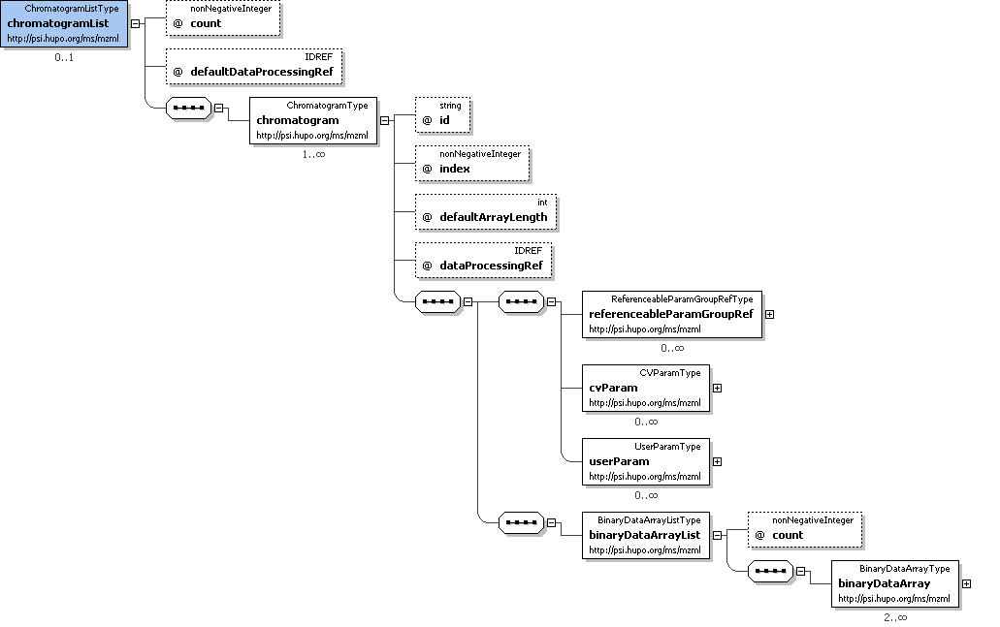 ChromatogramListType
chromatogramList
http://psi.hupo.org/ms/mzml
0..1
nonNegativeInteger
@ count
IDREF
@ defaultDataProcessingRef
ChromatogramType
chromatogram
http://psi.hupo.org/ms/mzml
1..∞
string
@ id
nonNegativeInteger
@ index
int
@ defaultArrayLength
IDREF
@ dataProcessingRef
ReferenceableParamGroupRefType
referenceableParamGroupRef
http://psi.hupo.org/ms/mzml
0..∞
CVParamType
cvParam
http://psi.hupo.org/ms/mzml
0..∞
UserParamType
userParam
http://psi.hupo.org/ms/mzml
0..∞
BinaryDataArrayListType
binaryDataArrayList
http://psi.hupo.org/ms/mzml
nonNegativeInteger
@ count
BinaryDataArrayType
binaryDataArray
http://psi.hupo.org/ms/mzml
2..∞